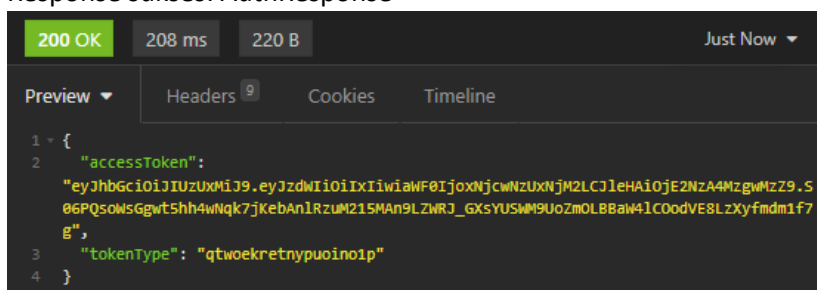 Response sukses: AuthResponse
200 OK 208 ms 220 B Just Now
Preview Headers 9 Cookies Timeline
1 {
2 "accessToken":
"eyJhbGciOiJIUzUxMiJ9.eyJzdWIiOiIxIiwiaWF0IjoxNjcwNzUxNjM2LCJleHAiOjE2NzA4MzgwMzZ9.S
06PQsoWsGgwt5hh4wNqk7jKebAnlRzuM215MAn9LZWRJ_GXsYUSWM9UoZmOLBBaW4lCOodVE8LzXyfmdm1f7
g",
3 "tokenType": "qtwoekretnypuoino1p"
4 }